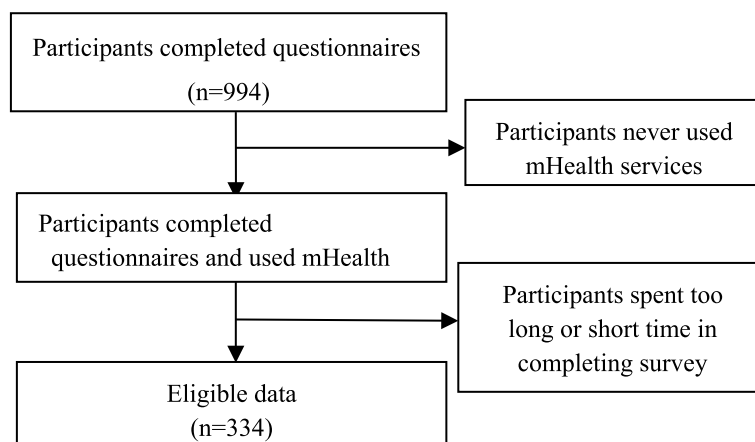 Participants completed questionnaires
(n=994)
Participants never used
mHealth services
Participants completed
questionnaires and used mHealth
Participants spent too
long or short time in
completing survey
Eligible data
(n=334)